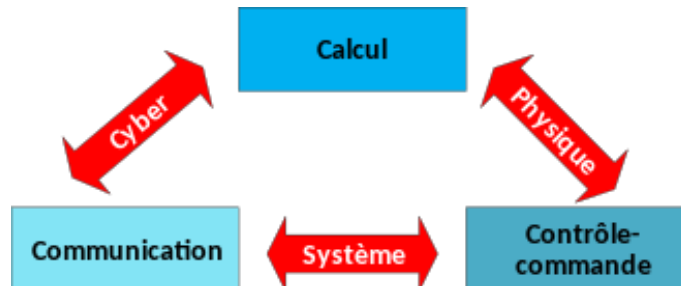 Calcul
Cyber
Physique
Communication
Système
Contrôle-
commande